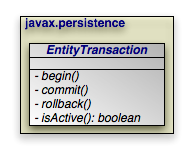 javax.persistence
EntityTransaction
- begin()
- commit()
- rollback()
- isActive(): boolean